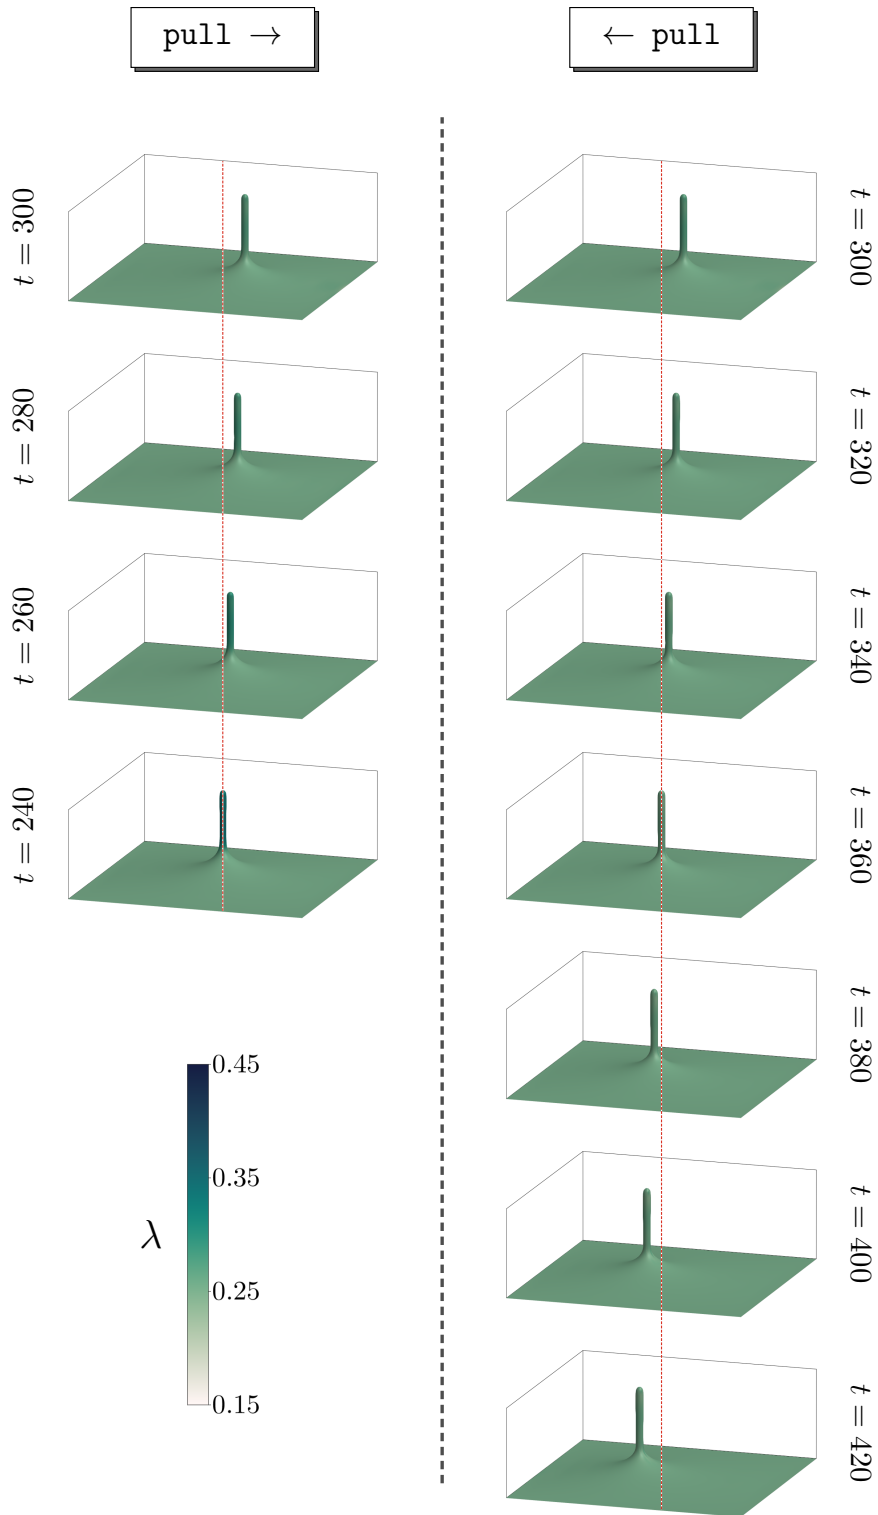 pull →
← pull
t = 300
t = 280
t = 260
t = 240
t = 300
t = 320
t = 340
t = 360
t = 380
t = 400
t = 420
λ
0.45
0.35
0.25
0.15